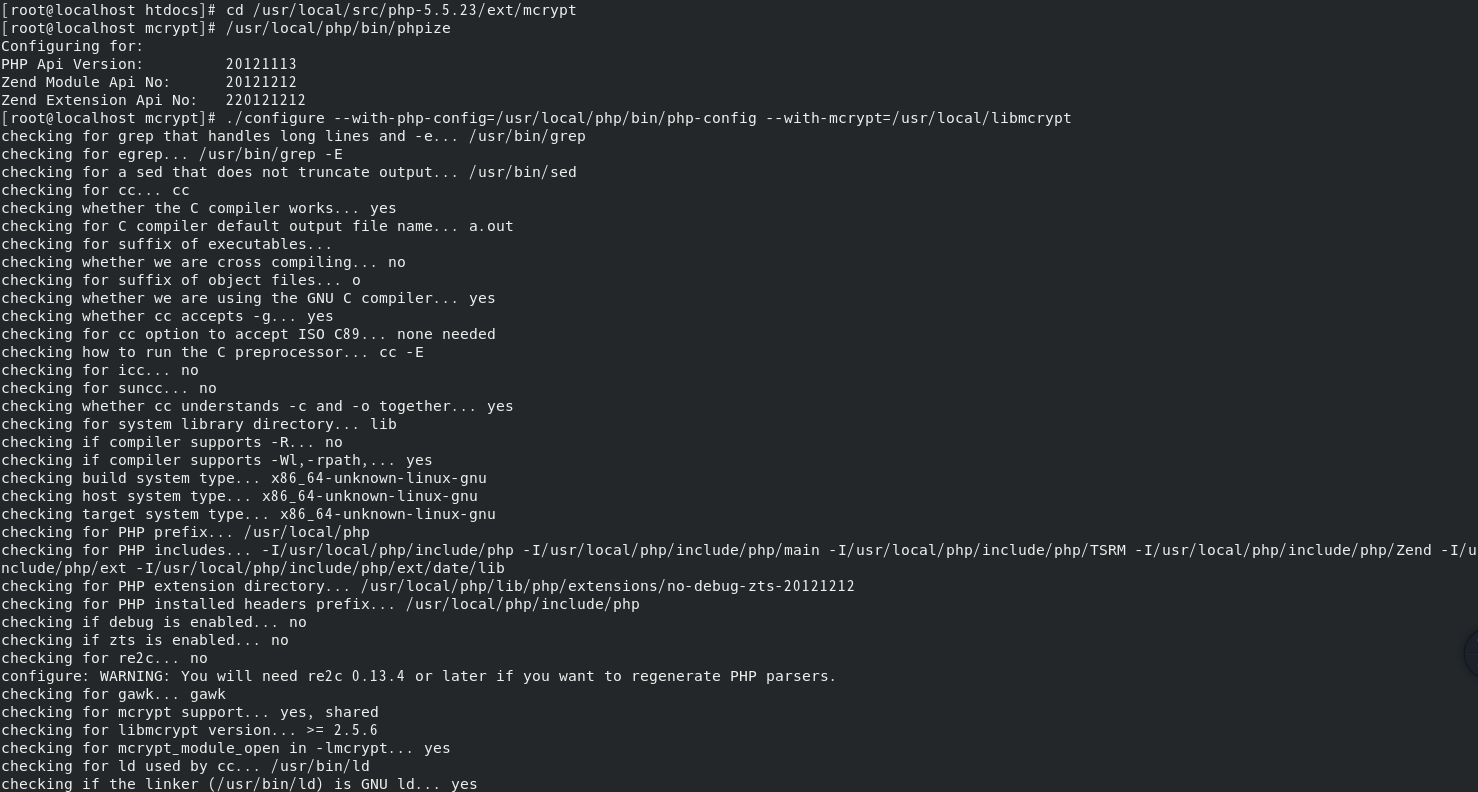 [root@localhost htdocs]# cd /usr/local/src/php-5.5.23/ext/mcrypt
[root@localhost mcrypt]# /usr/local/php/bin/phpize
Configuring for:
PHP Api Version:         20121113
Zend Module Api No:      20121212
Zend Extension Api No:   220121212
[root@localhost mcrypt]# ./configure --with-php-config=/usr/local/php/bin/php-config --with-mcrypt=/usr/local/libmcrypt
checking for grep that handles long lines and -e... /usr/bin/grep
checking for egrep... /usr/bin/grep -E
checking for a sed that does not truncate output... /usr/bin/sed
checking for cc... cc
checking whether the C compiler works... yes
checking for C compiler default output file name... a.out
checking for suffix of executables...
checking whether we are cross compiling... no
checking for suffix of object files... o
checking whether we are using the GNU C compiler... yes
checking whether cc accepts -g... yes
checking for cc option to accept ISO C89... none needed
checking how to run the C preprocessor... cc -E
checking for icc... no
checking for suncc... no
checking whether cc understands -c and -o together... yes
checking for system library directory... lib
checking if compiler supports -R... no
checking if compiler supports -Wl,-rpath,... yes
checking build system type... x86_64-unknown-linux-gnu
checking host system type... x86_64-unknown-linux-gnu
checking target system type... x86_64-unknown-linux-gnu
checking for PHP prefix... /usr/local/php
checking for PHP includes... -I/usr/local/php/include/php -I/usr/local/php/include/php/main -I/usr/local/php/include/php/TSRM -I/usr/local/php/include/php/Zend -I/u
nclude/php/ext -I/usr/local/php/include/php/ext/date/lib
checking for PHP extension directory... /usr/local/php/lib/php/extensions/no-debug-zts-20121212
checking for PHP installed headers prefix... /usr/local/php/include/php
checking if debug is enabled... no
checking if zts is enabled... no
checking for re2c... no
configure: WARNING: You will need re2c 0.13.4 or later if you want to regenerate PHP parsers.
checking for gawk... gawk
checking for mcrypt support... yes, shared
checking for libmcrypt version... >= 2.5.6
checking for mcrypt_module_open in -lmcrypt... yes
checking for ld used by cc... /usr/bin/ld
checking if the linker (/usr/bin/ld) is GNU ld... yes